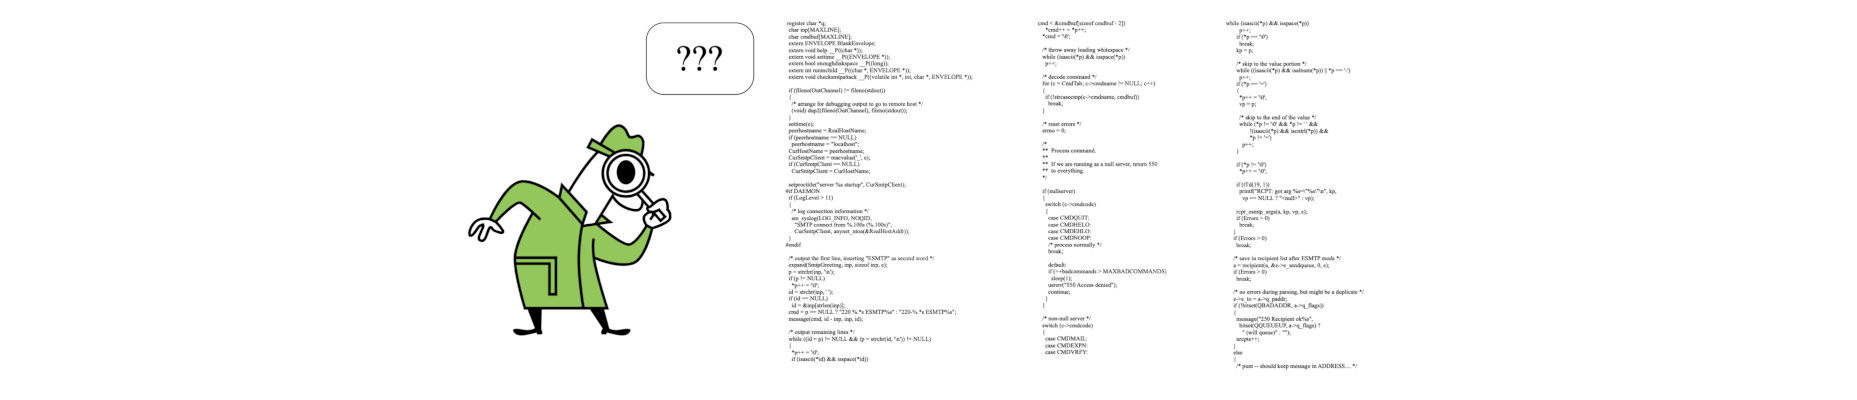 ???
register char *q;
char inp[MAXLINE];
char cmdbuf[MAXLINE];
extern ENVELOPE BlankEnvelope;
extern void help __P((char *));
extern void settime __P((ENVELOPE *));
extern bool enoughdiskspace __P((long));
extern int runinchild __P((char *, ENVELOPE *));
extern void checksmtpattack __P((volatile int *, int, char *, ENVELOPE *));
if (fileno(OutChannel) != fileno(stdout))
{
/* arrange for debugging output to go to remote host */
(void) dup2(fileno(OutChannel), fileno(stdout));
}
settime(e);
peerhostname = RealHostName;
if (peerhostname == NULL)
peerhostname = "localhost";
CurHostName = peerhostname;
CurSmtpClient = macvalue('_', e);
if (CurSmtpClient == NULL)
CurSmtpClient = CurHostName;
setproctitle("server %s startup", CurSmtpClient);
#if DAEMON
if (LogLevel > 11)
{
/* log connection information */
sm_syslog(LOG_INFO, NOQID,
"SMTP connect from %.100s (%.100s)",
CurSmtpClient, anynet_ntoa(&RealHostAddr));
}
#endif
/* output the first line, inserting "ESMTP" as second word */
expand(SmtpGreeting, inp, sizeof inp, e);
p = strchr(inp, '\n');
if (p != NULL)
*p++ = '\0';
id = strchr(inp, ' ');
if (id == NULL)
id = &inp[strlen(inp)];
cmd = p == NULL ? "220 %.*s ESMTP%s" : "220-%.*s ESMTP%s";
message(cmd, id - inp, inp, id);
/* output remaining lines */
while ((id = p) != NULL && (p = strchr(id, '\n')) != NULL)
{
*p++ = '\0';
if (isascii(*id) && isspace(*id))
cmd < &cmdbuf[sizeof cmdbuf - 2])
*cmd++ = *p++;
*cmd = '\0';
/* throw away leading whitespace */
while (isascii(*p) && isspace(*p))
p++;
/* decode command */
for (c = CmdTab; c->cmdname != NULL; c++)
{
if (!strcasecmp(c->cmdname, cmdbuf))
break;
}
/* reset errors */
errno = 0;
/*
** Process command.
**
** If we are running as a null server, return 550
** to everything.
*/
if (nullserver)
{
switch (c->cmdcode)
{
case CMDQUIT:
case CMDHELO:
case CMDEHLO:
case CMDNOOP:
/* process normally */
break;
default:
if (++badcommands > MAXBADCOMMANDS)
sleep(1);
usrerr("550 Access denied");
continue;
}
}
/* non-null server */
switch (c->cmdcode)
{
case CMDMAIL:
case CMDEXPN:
case CMDVRFY:
while (isascii(*p) && isspace(*p))
p++;
if (*p == '\0')
break;
kp = p;
/* skip to the value portion */
while ((isascii(*p) && isalnum(*p)) || *p == '-')
p++;
if (*p == '=')
{
*p++ = '\0';
vp = p;
/* skip to the end of the value */
while (*p != '\0' && *p != ' ' &&
!(isascii(*p) && iscntrl(*p)) &&
*p != '=')
p++;
}
if (*p != '\0')
*p++ = '\0';
if (tTd(19, 1))
printf("RCPT: got arg %s=\"%s\"\n", kp,
vp == NULL ? "<null>" : vp);
rcpt_esmtp_args(a, kp, vp, e);
if (Errors > 0)
break;
}
if (Errors > 0)
break;
/* save in recipient list after ESMTP mods */
a = recipient(a, &e->e_sendqueue, 0, e);
if (Errors > 0)
break;
/* no errors during parsing, but might be a duplicate */
e->e_to = a->q_paddr;
if (!bitset(QBADADDR, a->q_flags))
{
message("250 Recipient ok%s",
bitset(QQUEUEUP, a->q_flags) ?
" (will queue)" : "");
nrcpts++;
}
else
{
/* punt -- should keep message in ADDRESS.... */